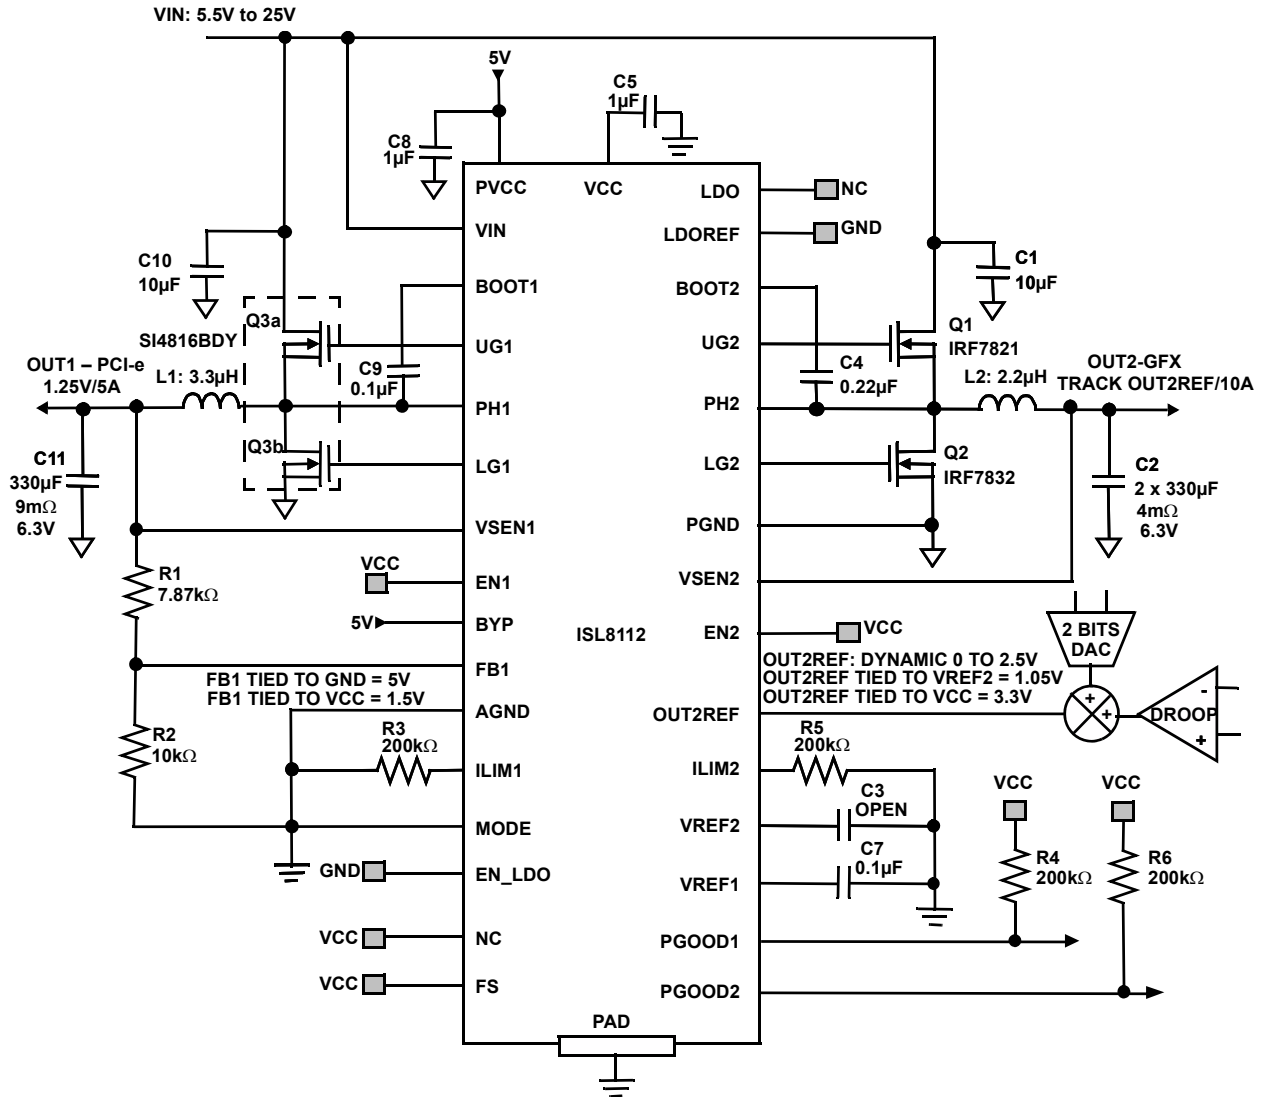 VIN: 5.5V to 25V
5V
C5
1µF
C8
1µF
PVCC
VCC
LDO
NC
VIN
LDOREF
GND
C10
10µF
BOOT1
BOOT2
C1
10µF
Q3a
SI4816BDY
UG1
UG2
Q1
IRF7821
OUT1 – PCI-e
1.25V/5A
L1: 3.3µH
C9
0.1µF
C4
0.22µF
L2: 2.2µH
OUT2-GFX
TRACK OUT2REF/10A
PH1
PH2
Q3b
LG1
LG2
Q2
IRF7832
C11
330µF
9mΩ
6.3V
C2
2 x 330µF
4mΩ
6.3V
VSEN1
PGND
VCC
EN1
VSEN2
R1
7.87kΩ
5V
BYP
ISL8112
EN2
VCC
2 BITS
DAC
FB1
FB1 TIED TO GND = 5V
FB1 TIED TO VCC = 1.5V
OUT2REF: DYNAMIC 0 TO 2.5V
OUT2REF TIED TO VREF2 = 1.05V
OUT2REF TIED TO VCC = 3.3V
AGND
OUT2REF
+
+
DROOP
-
+
R2
10kΩ
R3
200kΩ
ILIM1
R5
200kΩ
ILIM2
C3
OPEN
VCC
VCC
MODE
VREF2
C7
0.1µF
R4
200kΩ
R6
200kΩ
GND
EN_LDO
VREF1
VCC
NC
PGOOD1
VCC
FS
PGOOD2
PAD